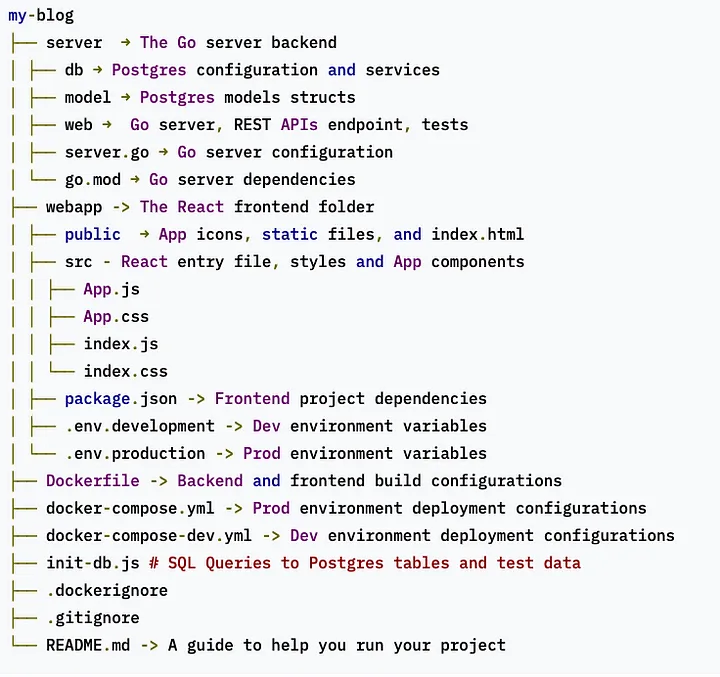 my-blog
├── server  → The Go server backend
│ ├── db → Postgres configuration and services
│ ├── model → Postgres models structs
│ ├── web →  Go server, REST APIs endpoint, tests
│ ├── server.go → Go server configuration
│ └── go.mod → Go server dependencies
├── webapp -> The React frontend folder
│ ├── public  → App icons, static files, and index.html
│ ├── src - React entry file, styles and App components
│ │ ├── App.js
│ │ ├── App.css
│ │ ├── index.js
│ │ └── index.css
│ ├── package.json -> Frontend project dependencies
│ ├── .env.development -> Dev environment variables
│ └── .env.production -> Prod environment variables
├── Dockerfile -> Backend and frontend build configurations
├── docker-compose.yml -> Prod environment deployment configurations
├── docker-compose-dev.yml -> Dev environment deployment configurations
├── init-db.js # SQL Queries to Postgres tables and test data
├── .dockerignore
├── .gitignore
└── README.md -> A guide to help you run your project